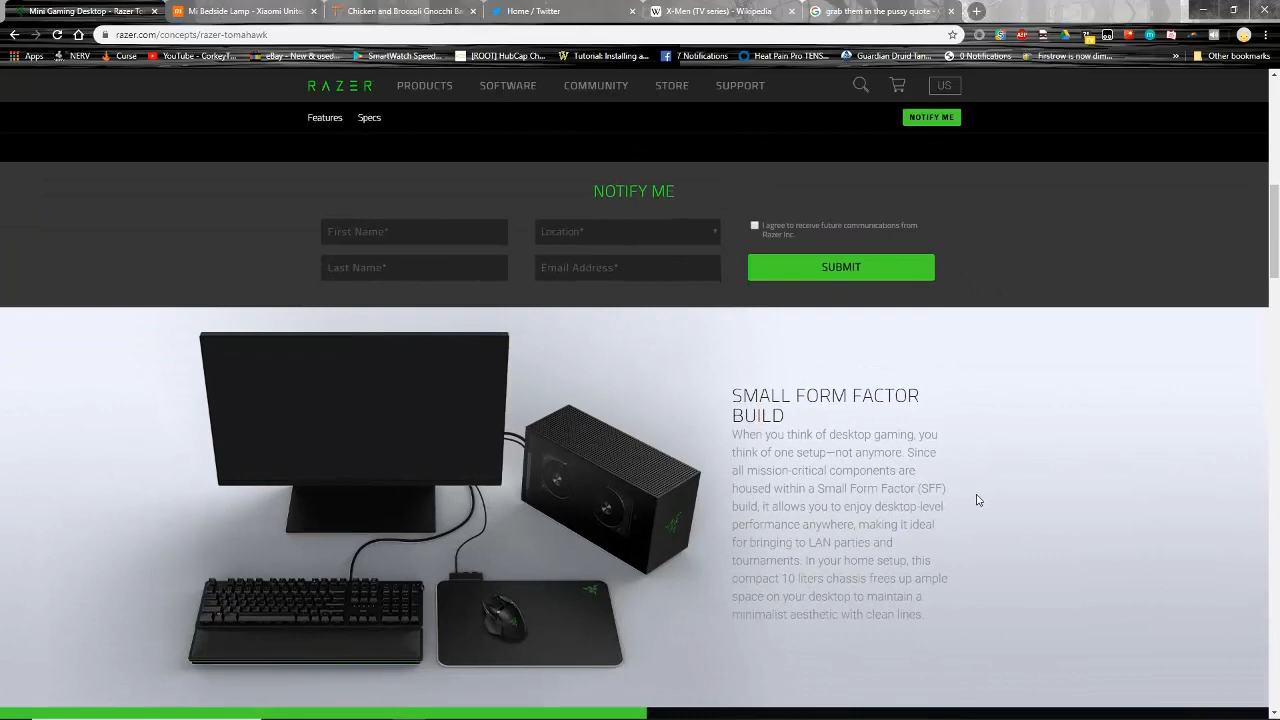 Mini Gaming Desktop - Razer To
Mi Bedside Lamp - Xiaomi Unite
Chicken and Broccoli Gnocchi
Home / Twitter
X-Men (TV series) - Wikipedia
grab them in the pussy quote -
razer.com/concepts/razer-tomahawk
Apps
NERV
Curse
YouTube - CorkeyT...
eBay - New & used...
SmartWatch Speed...
[ROOT] H_Ch...
Tutorial: Installing a...
7 Notifications
Heat Pain Pro TENS...
Guardian Druid Tan...
0 Notifications
Firstrow is now dim...
»
Other bookmarks
RAZER
PRODUCTS
SOFTWARE
COMMUNITY
STORE
SUPPORT
US
Features
Specs
NOTIFY ME
NOTIFY ME
First Name*
Location*
I agree to receive future communications from
Razer Inc.
Last Name*
Email Address*
SUBMIT
SMALL FORM FACTOR
BUILD
When you think of desktop gaming, you
think of one setup—not anymore. Since
all mission-critical components are
housed within a Small Form Factor (SFF)
build, it allows you to enjoy desktop-level
performance anywhere, making it ideal
for bringing to LAN parties and
tournaments. In your home setup, this
compact 10 liters chassis frees up ample
space on your desktop to maintain a
minimalist aesthetic with clean lines.